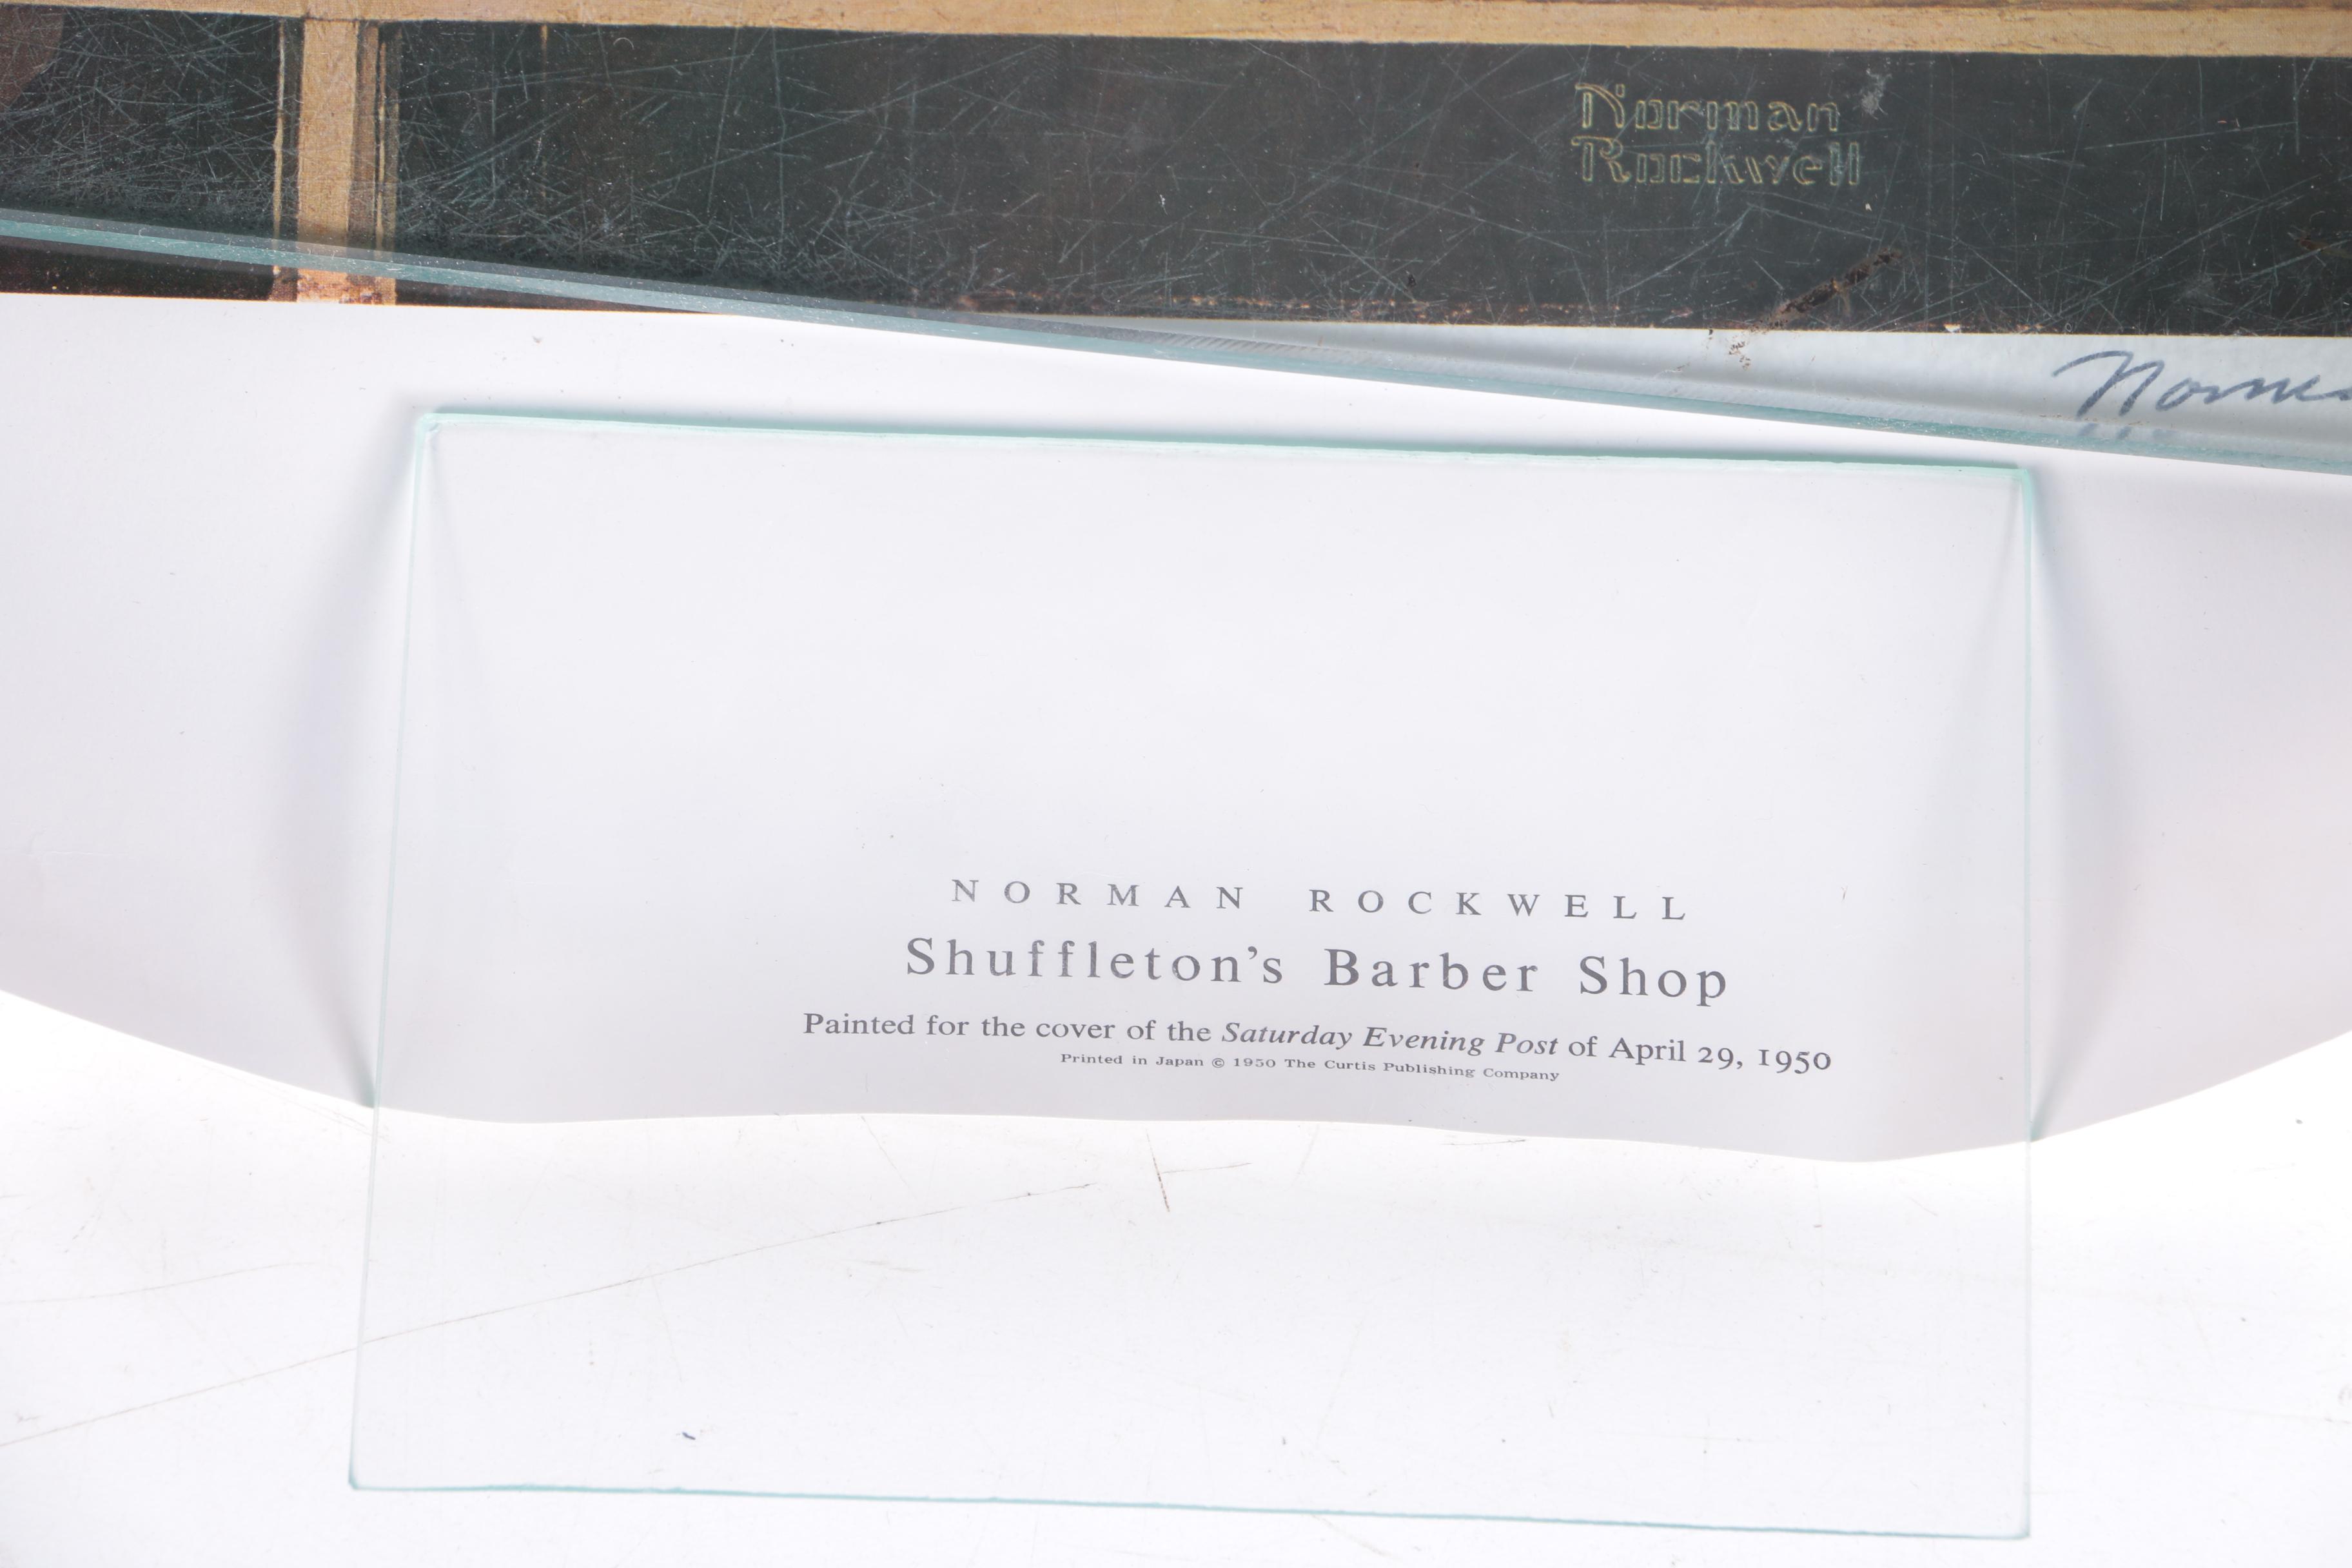 Norman
Rockwell
NORMAN ROCKWELL
Shuffleton's Barber Shop
Painted for the cover of the Saturday Evening Post of April 29, 1950
Printed in Japan © 1950 The Curtis Publishing Company